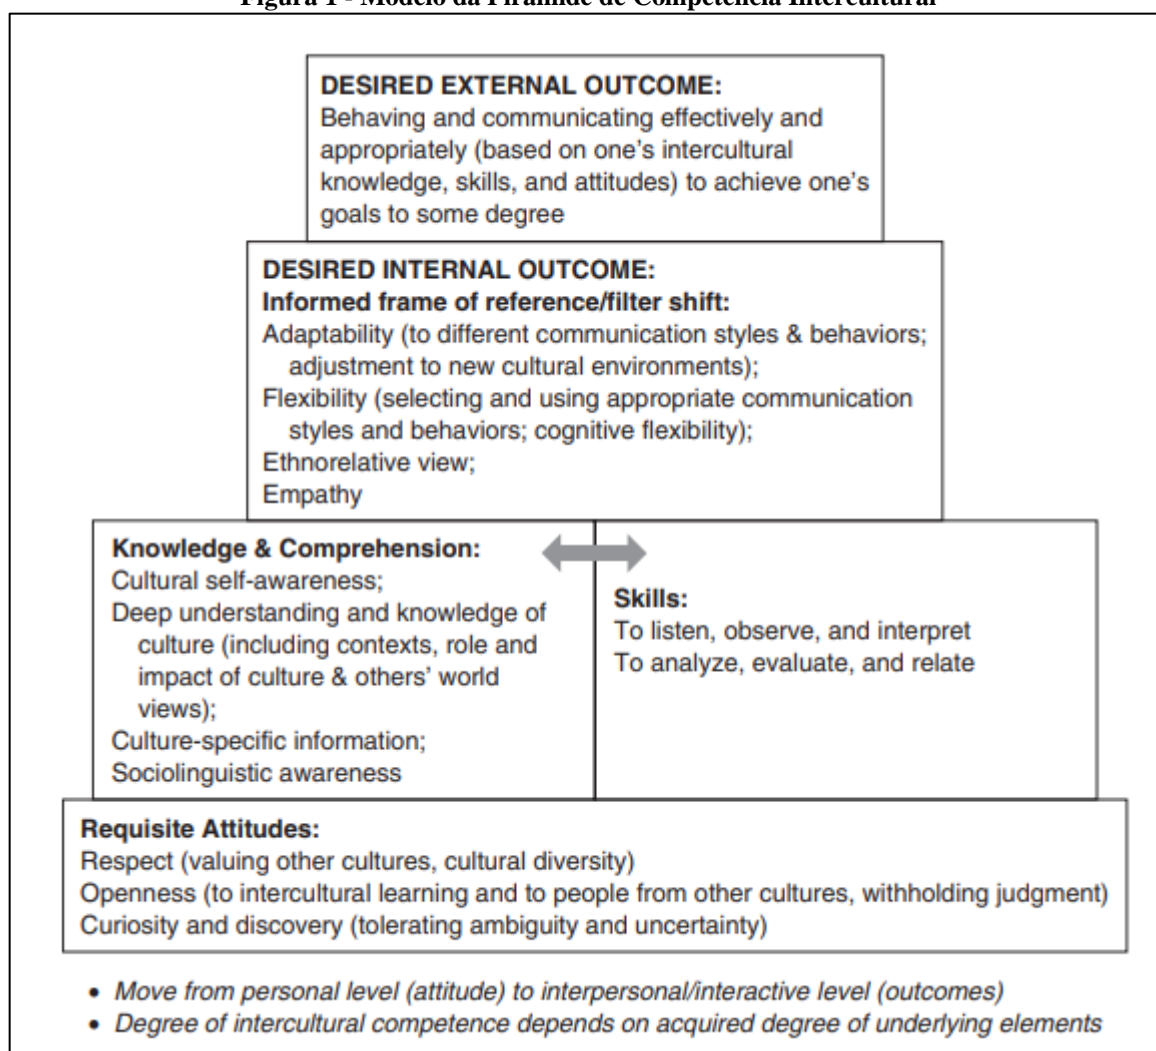 Figura 1 - Modelo da Pirâmide de Competência Intercultural
DESIRED EXTERNAL OUTCOME:
Behaving and communicating effectively and
appropriately (based on one's intercultural
knowledge, skills, and attitudes) to achieve one's
goals to some degree
DESIRED INTERNAL OUTCOME:
Informed frame of reference/filter shift:
Adaptability (to different communication styles & behaviors;
adjustment to new cultural environments);
Flexibility (selecting and using appropriate communication
styles and behaviors; cognitive flexibility);
Ethnorelative view;
Empathy
Knowledge & Comprehension:
Cultural self-awareness;
Deep understanding and knowledge of
culture (including contexts, role and
impact of culture & others' world
views);
Culture-specific information;
Sociolinguistic awareness
Skills:
To listen, observe, and interpret
To analyze, evaluate, and relate
Requisite Attitudes:
Respect (valuing other cultures, cultural diversity)
Openness (to intercultural learning and to people from other cultures, withholding judgment)
Curiosity and discovery (tolerating ambiguity and uncertainty)
• Move from personal level (attitude) to interpersonal/interactive level (outcomes)
• Degree of intercultural competence depends on acquired degree of underlying elements